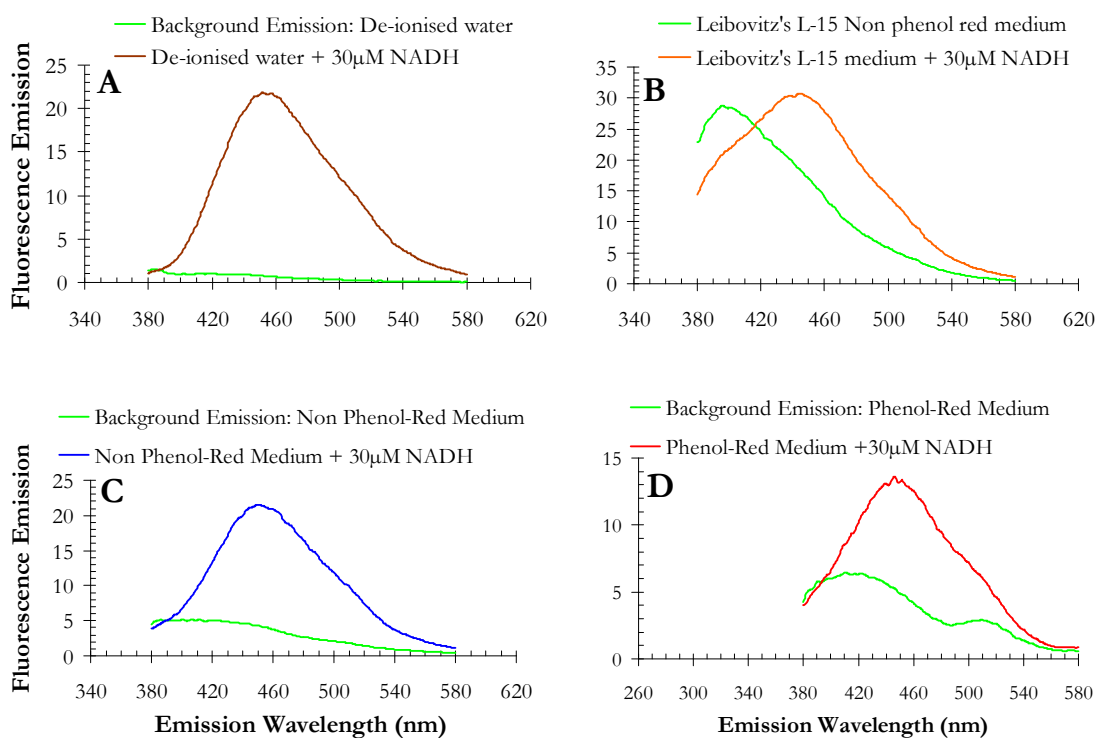 Background Emission: De-ionised water
De-ionised water + 30µM NADH
A
25
20
15
10
5
0
340 380 420 460 500 540 580 620
Fluorescence Emission
Leibovitz's L-15 Non phenol red medium
Leibovitz's L-15 medium + 30µM NADH
B
35
30
25
20
15
10
5
0
340 380 420 460 500 540 580 620
Background Emission: Non Phenol-Red Medium
Non Phenol-Red Medium + 30µM NADH
C
25
20
15
10
5
0
340 380 420 460 500 540 580 620
Fluorescence Emission
Emission Wavelength (nm)
Background Emission: Phenol-Red Medium
Phenol-Red Medium +30µM NADH
D
15
10
5
0
260 300 340 380 420 460 500 540 580
Emission Wavelength (nm)